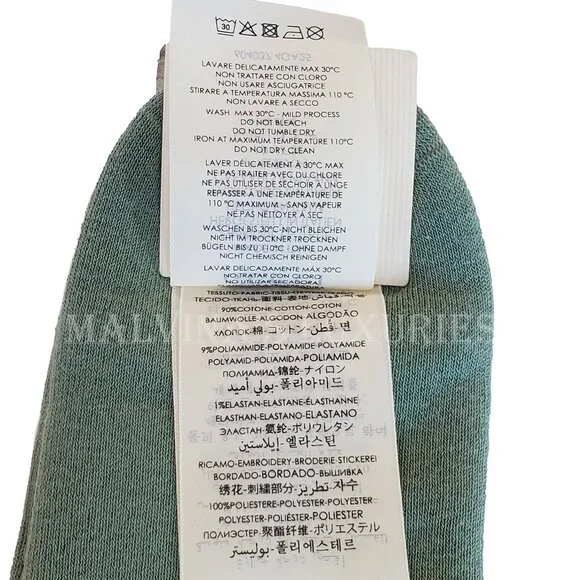 30
LAVARE DELICATAMENTE MAX 30°C
NON TRATTARE CON CLORO
NON USARE ASCIUGATRICE
STIRARE A TEMPERATURA MASSIMA 110 °C
NON LAVARE A SECCO
WASH MAX 30°C - MILD PROCESS
DO NOT BLEACH
DO NOT TUMBLE DRY
IRON AT MAXIMUM TEMPERATURE 110°C
DO NOT DRY CLEAN
LAVER DÉLICATEMENT À 30°C MAX
NE PAS TRAITER AVEC DU CHLORE
NE PAS UTILISER DE SÉCHOIR À LINGE
REPASSER À UNE TEMPÉRATURE DE
110 °C MAXIMUM – SANS VAPEUR
NE PAS NETTOYER À SEC
WASCHEN BIS 30°C-NICHT BLEICHEN
IM TROCKNER TROCKNEN
BÜGELN BIS ZU 110°C - OHNE DAMPF
NICHT CHEMISCH REINIGEN
LAVAR DELICADAMENTE MAX 30°C
NO TRATAR CON CLORO
NO UTILIZAR SECADORA
TESSUTO-FABRIC-TISSU-GEWEBE
TECIDO-ТКАНЬ-面料-表地-قماش
90%COTONE-COTTON-COTON
BAUMWOLLE-ALGODON-ALGODÃO
ХЛОПОК-棉-コットン-قطن-면
9%POLIAMMIDE-POLYAMIDE-POLYAMIDE
POLYAMID-POLIAMIDA-POLIAMIDA
ПОЛИАМИД-锦纶-ナイロン
بولي أميد-폴리아미드
1%ELASTAN-ELASTANE-ÉLASTHANNE
ELASTHAN-ELASTANO-ELASTANO
ЭЛАСТАН-氨纶-ポリウレタン
إيلاستين-엘라스틴
RICAMO-EMBROIDERY-BRODERIE-STICKEREI
BORDADO-BORDADO-ВЫШИВКА
绣花-刺繍部分-تطريز-자수
100%POLIESTERE-POLYESTER-POLYESTER
POLYESTER-POLIÉSTER-POLIÉSTER
ПОЛИЭСТЕР-聚酯纤维-ポリエステル
بوليستر-폴리에스테르